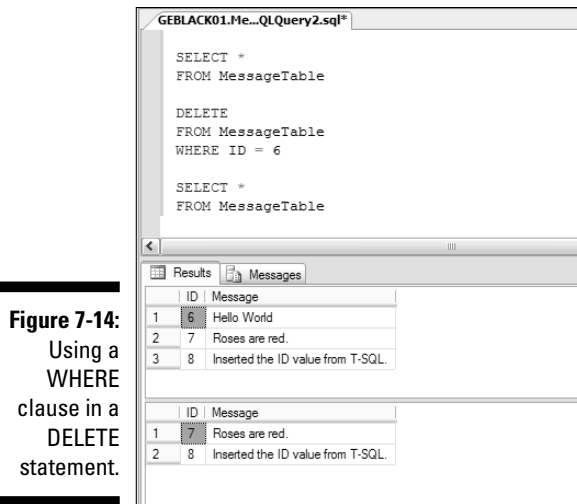 GEBLACK01.Me...QLQuery2.sql*
SELECT *
FROM MessageTable
DELETE
FROM MessageTable
WHERE ID = 6
SELECT *
FROM MessageTable
Results Messages
ID Message
1 6 Hello World
2 7 Roses are red.
3 8 Inserted the ID value from T-SQL.
ID Message
1 7 Roses are red.
2 8 Inserted the ID value from T-SQL.
Figure 7-14:
Using a
WHERE
clause in a
DELETE
statement.